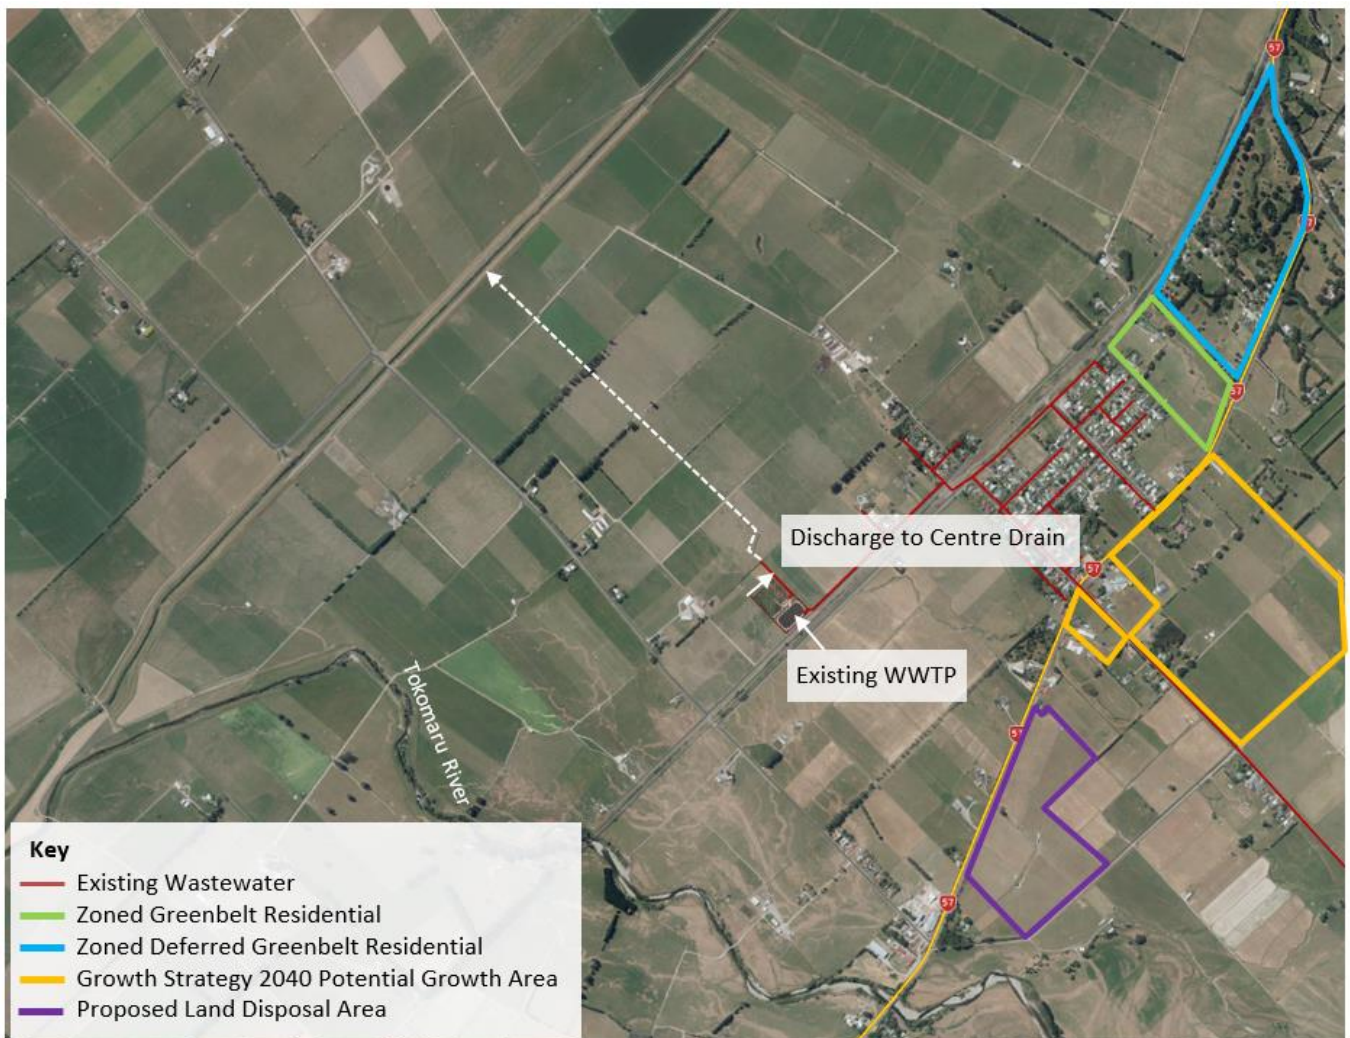 57
57
57
Discharge to Centre Drain
57
Existing WWTP
57
Tokomaru River
57
Key
Existing Wastewater
Zoned Greenbelt Residential
Zoned Deferred Greenbelt Residential
Growth Strategy 2040 Potential Growth Area
Proposed Land Disposal Area